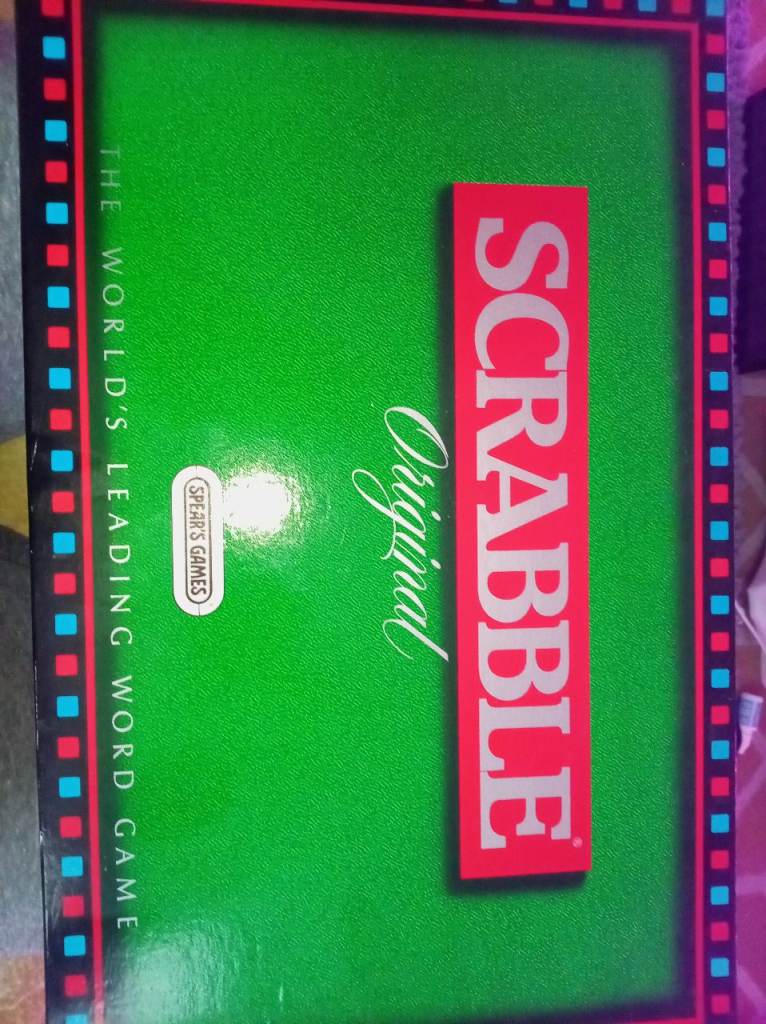 SCRABBLE®
Original
SPEAR'S GAMES
THE WORLD'S LEADING WORD GAME